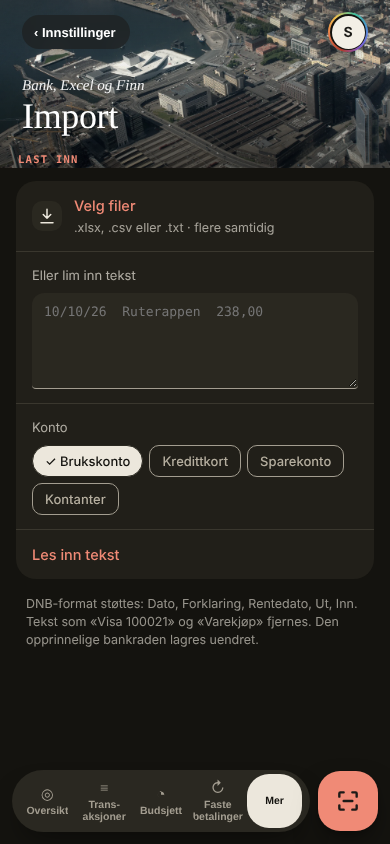 ‹ Innstillinger
S
Bank, Excel og Finn
Import
LAST INN
Velg filer
.xlsx, .csv eller .txt · flere samtidig
Eller lim inn tekst
10/10/26  Ruterappen  238,00
Konto
✓ Brukskonto
Kredittkort
Sparekonto
Kontanter
Les inn tekst
DNB-format støttes: Dato, Forklaring, Rentedato, Ut, Inn.
Tekst som «Visa 100021» og «Varekjøp» fjernes. Den
opprinnelige bankraden lagres uendret.
Oversikt
Trans-
aksjoner
Budsjett
Faste
betalinger
Mer